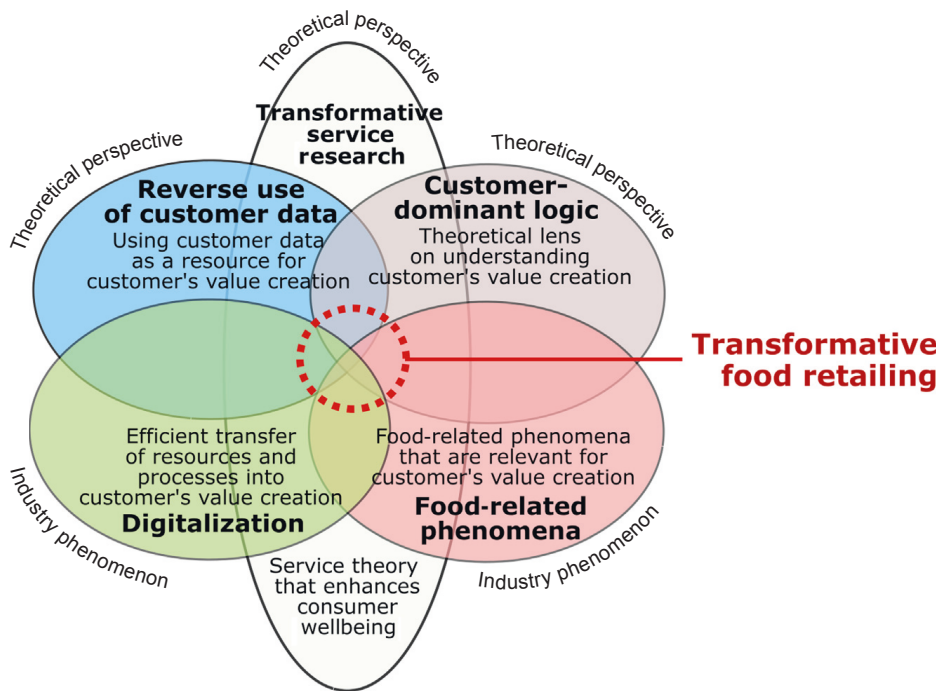 Theoretical perspective
Transformative
service
research
Theoretical perspective
Reverse use
of customer data
Using customer data
as a resource for
customer's value creation
Theoretical perspective
Customer-
dominant logic
Theoretical lens
on understanding
customer's value creation
Transformative
food retailing
Efficient transfer
of resources and
processes into
customer's value creation
Digitalization
Industry phenomenon
Food-related phenomena
that are relevant for
customer's value creation
Food-related
phenomena
Industry phenomenon
Service theory
that enhances
consumer
wellbeing